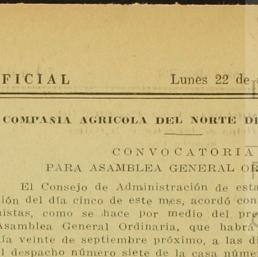 FICIAL Lunes 22 de
COMPAÑIA AGRICOLA DEL NORTE DE
CONVOCATORIA
PARA ASAMBLEA GENERAL OR
El Consejo de Administración de esta
ión del día cinco de este mes, acordó con
nistas, como se hace por medio del pre
Asamblea General Ordinaria, que habrá
ía veinte de septiembre próximo, a las di
l despacho número siete de la casa núme